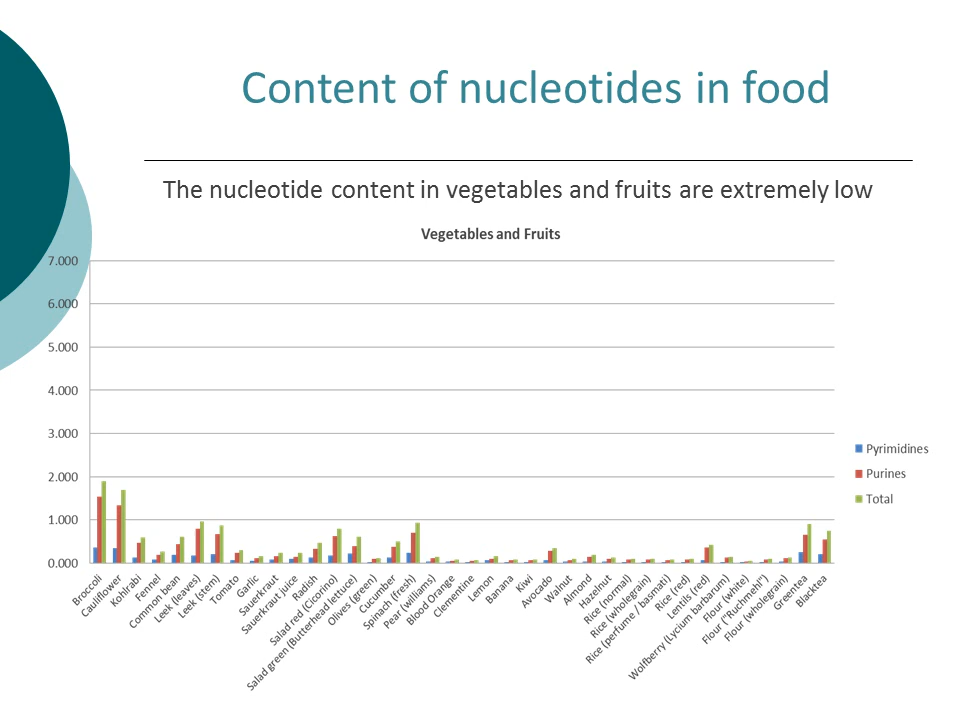 Content of nucleotides in food
The nucleotide content in vegetables and fruits are extremely low
Vegetables and Fruits
7.000
6.000
5.000
4.000
3.000
2.000
1.000
0.000
Pyrimidines
Purines
Total
Broccoli
Cauliflower
Kohlrabi
Fennel
Common bean
Leek (leaves)
Leek (stem)
Tomato
Garlic
Sauerkraut
Sauerkraut juice
Radish
Salad red (Ciconino)
Salad green (Butterhead lettuce)
Olives (green)
Cucumber
Spinach (fresh)
Pear (williams)
Blood Orange
Clementine
Lemon
Banana
Kiwi
Avocado
Walnut
Almond
Hazelnut
Rice (normal)
Rice (wholegrain)
Rice (perfume / basmati)
Rice (red)
Lentils (red)
Wolfberry (Lycium barbarum)
Flour (white)
Flour ("Ruchmehl")
Flour (wholegrain)
Greentea
Blacktea